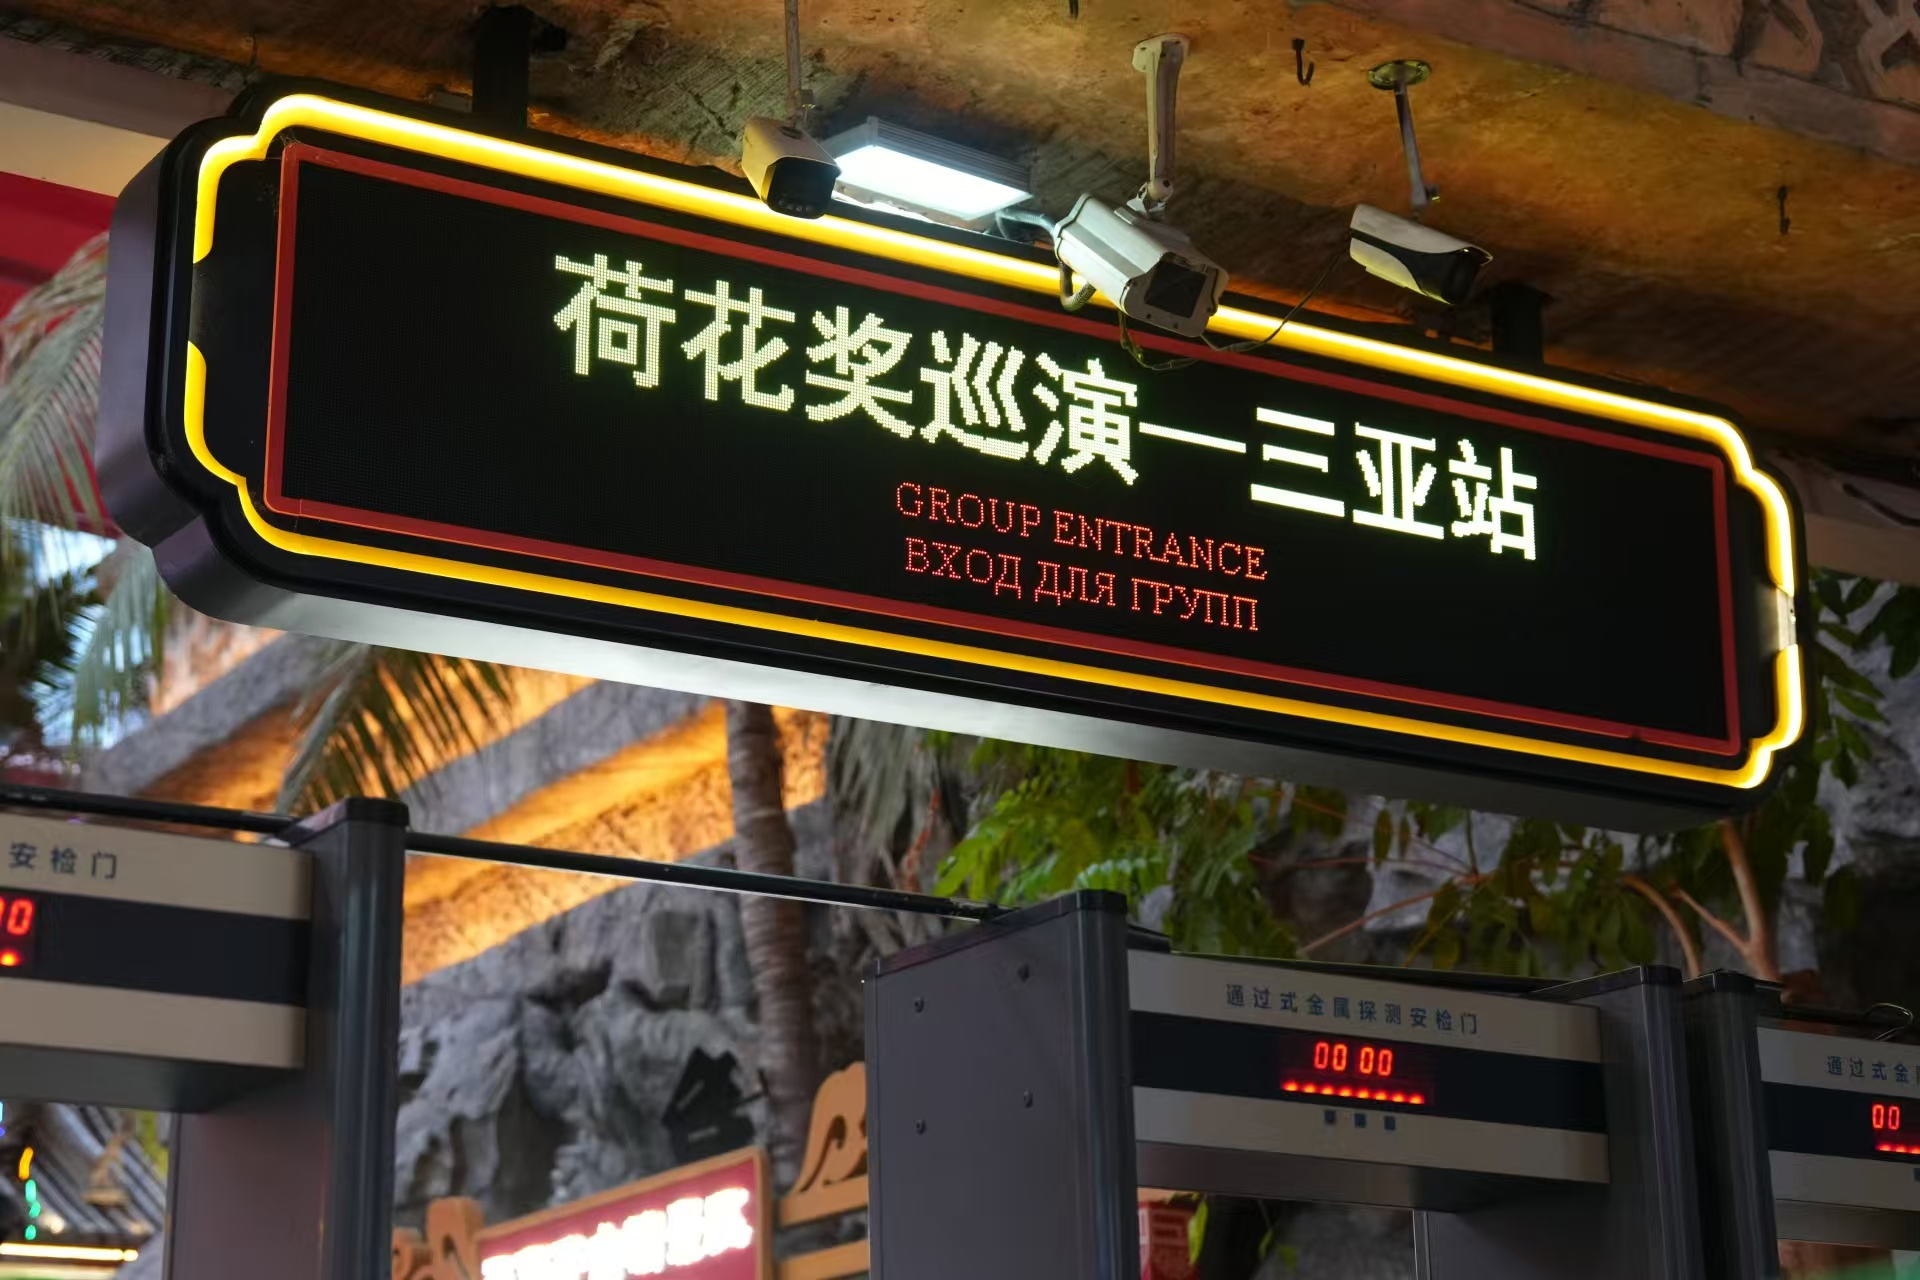 荷花奖巡演一三亚站
GROUP ENTRANCE
ВХОД ДЛЯ ГРУПП
安检门
通过式金属探测安检门
00 00
通过式金
00